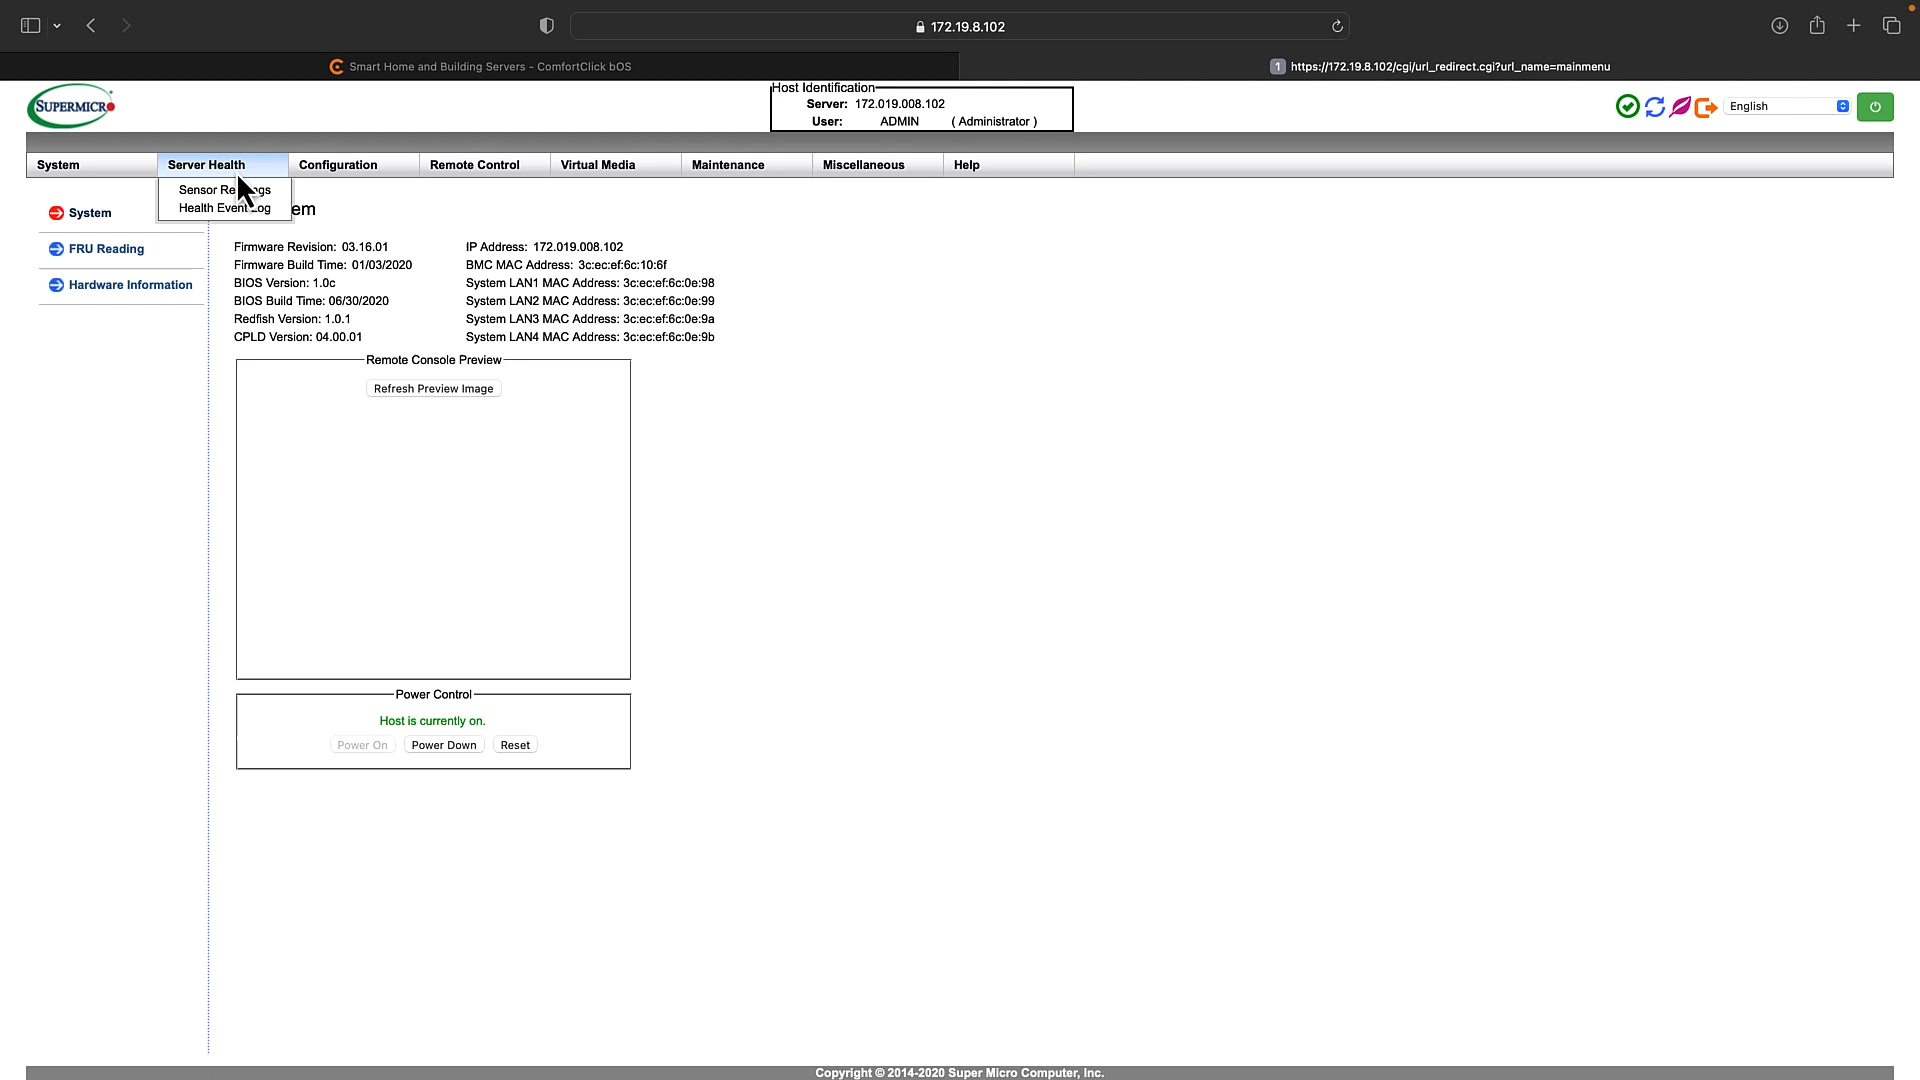 172.19.8.102
Smart Home and Building Servers - ComfortClick bOS
1 https://172.19.8.102/cgi/url_redirect.cgi?url_name=mainmenu
SUPERMICRO
Host Identification
Server: 172.019.008.102
User: ADMIN ( Administrator )
English
System Server Health Configuration Remote Control Virtual Media Maintenance Miscellaneous Help
Sensor
Health Event
System
FRU Reading
Hardware Information
Firmware Revision: 03.16.01
Firmware Build Time: 01/03/2020
BIOS Version: 1.0c
BIOS Build Time: 06/30/2020
Redfish Version: 1.0.1
CPLD Version: 04.00.01
IP Address: 172.019.008.102
BMC MAC Address: 3c:ec:ef:6c:10:6f
System LAN1 MAC Address: 3c:ec:ef:6c:0e:98
System LAN2 MAC Address: 3c:ec:ef:6c:0e:99
System LAN3 MAC Address: 3c:ec:ef:6c:0e:9a
System LAN4 MAC Address: 3c:ec:ef:6c:0e:9b
Remote Console Preview
Refresh Preview Image
Power Control
Host is currently on.
Power On Power Down Reset
Copyright © 2014-2020 Super Micro Computer, Inc.